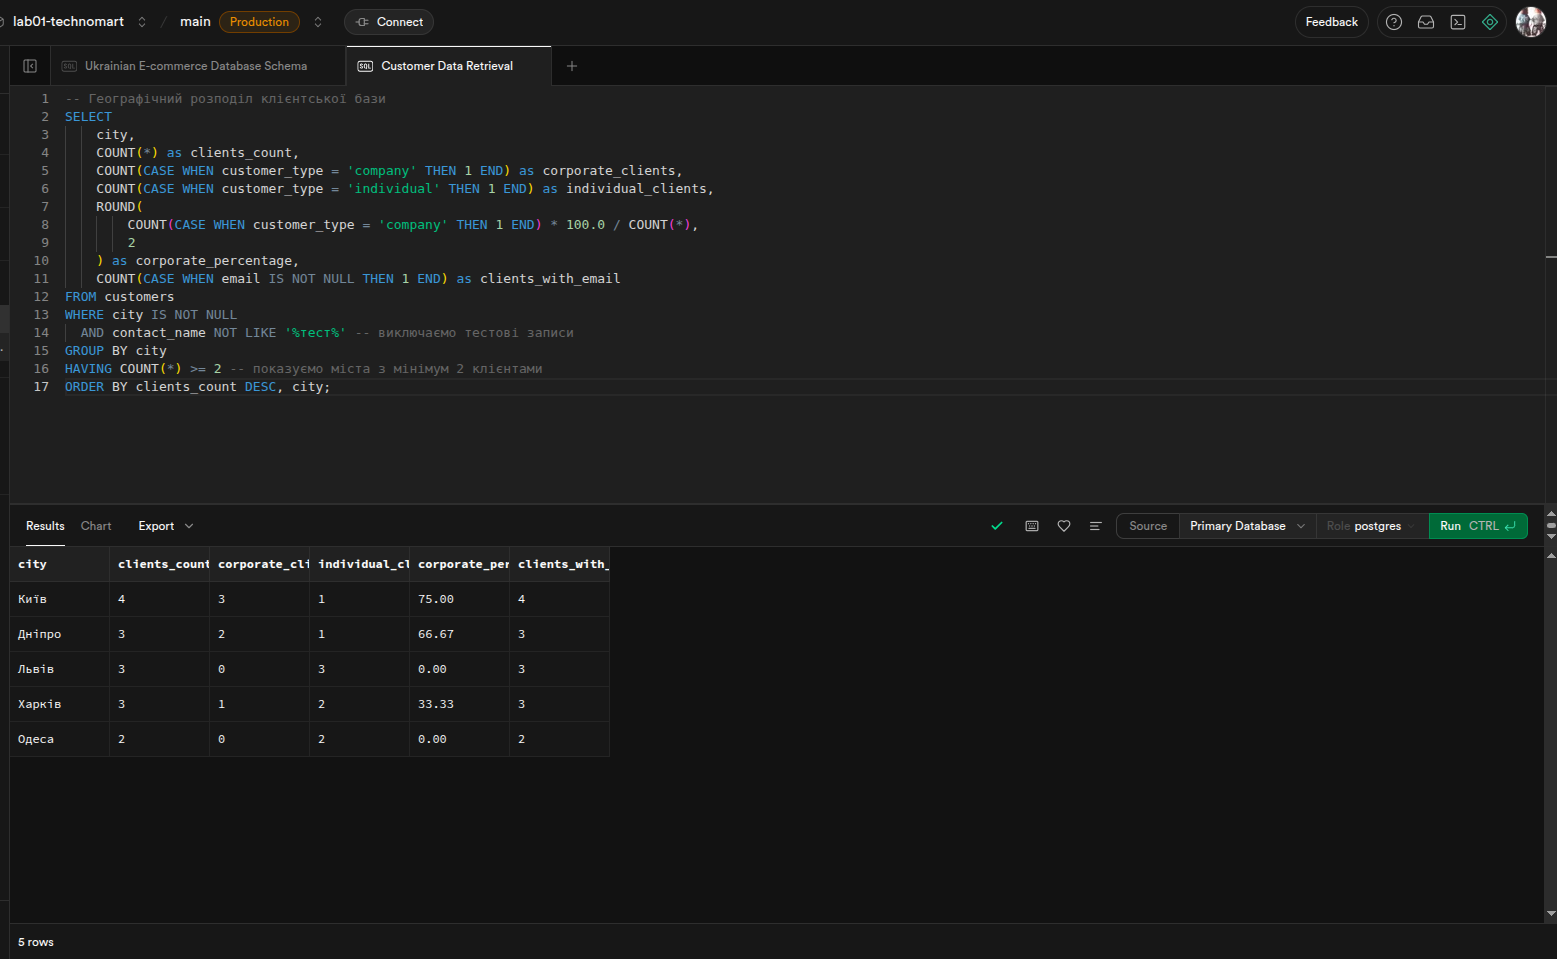 lab01-technomart / main Production Connect Feedback
Ukrainian E-commerce Database Schema Customer Data Retrieval
1 -- Географічний розподіл клієнтської бази
2 SELECT
3 city,
4 COUNT(*) as clients_count,
5 COUNT(CASE WHEN customer_type = 'company' THEN 1 END) as corporate_clients,
6 COUNT(CASE WHEN customer_type = 'individual' THEN 1 END) as individual_clients,
7 ROUND(
8 COUNT(CASE WHEN customer_type = 'company' THEN 1 END) * 100.0 / COUNT(*),
9 2
10 ) as corporate_percentage,
11 COUNT(CASE WHEN email IS NOT NULL THEN 1 END) as clients_with_email
12 FROM customers
13 WHERE city IS NOT NULL
14 AND contact_name NOT LIKE '%тест%' -- виключаємо тестові записи
15 GROUP BY city
16 HAVING COUNT(*) >= 2 -- показуємо міста з мінімум 2 клієнтами
17 ORDER BY clients_count DESC, city;
Results Chart Export Source Primary Database Role postgres Run CTRL
city clients_count corporate_cli individual_cl corporate_per clients_with_
Київ 4 3 1 75.00 4
Дніпро 3 2 1 66.67 3
Львів 3 0 3 0.00 3
Харків 3 1 2 33.33 3
Одеса 2 0 2 0.00 2
5 rows